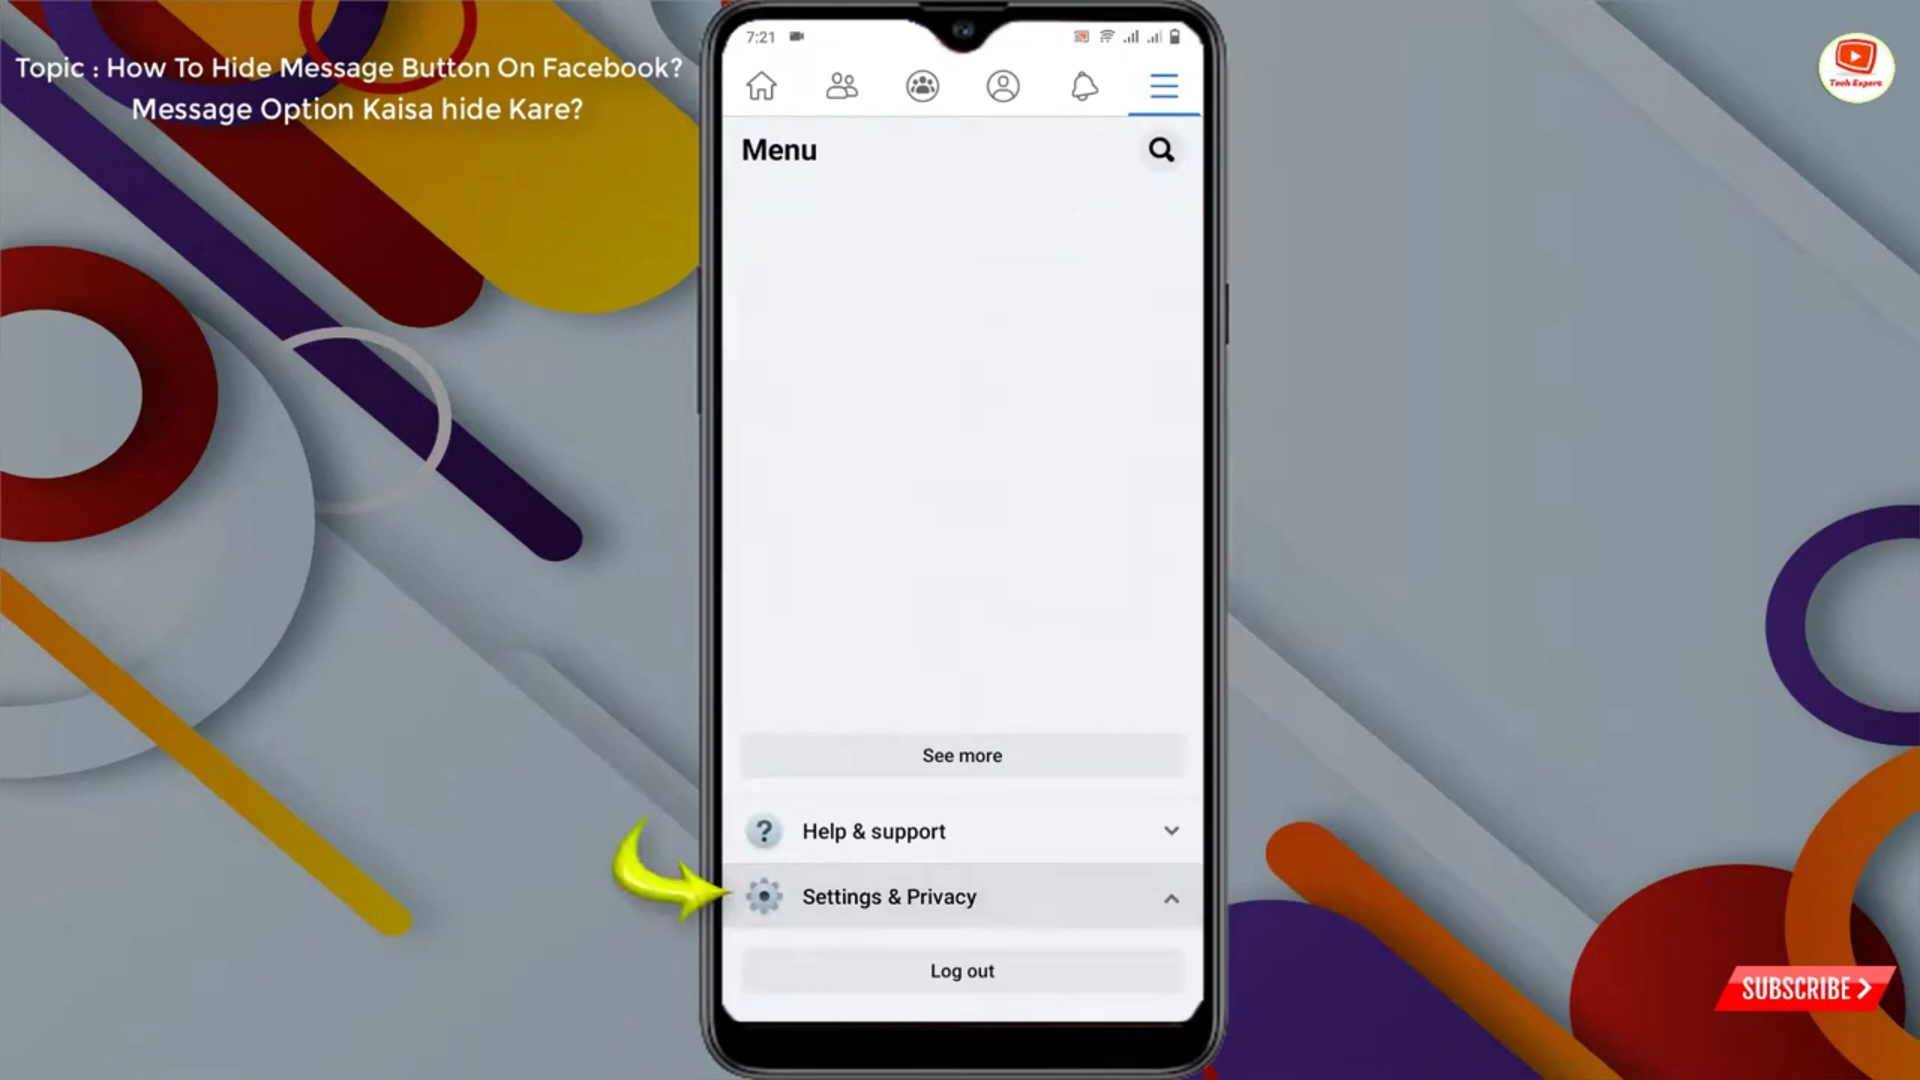 Topic : How To Hide Message Button On Facebook?
Message Option Kaisa hide Kare?
7:21
Menu
See more
Help & support
Settings & Privacy
Log out
Tech Expert
SUBSCRIBE